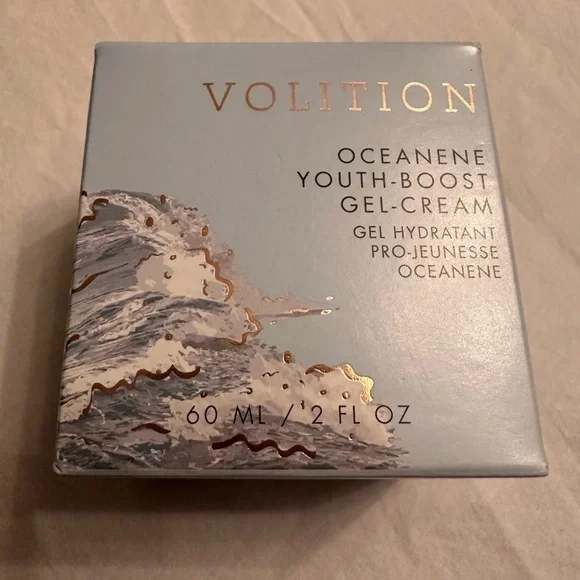 VOLITION
OCEANENE
YOUTH-BOOST
GEL-CREAM
GEL HYDRATANT
PRO-JEUNESSE
OCEANENE
60 ML / 2 FL OZ